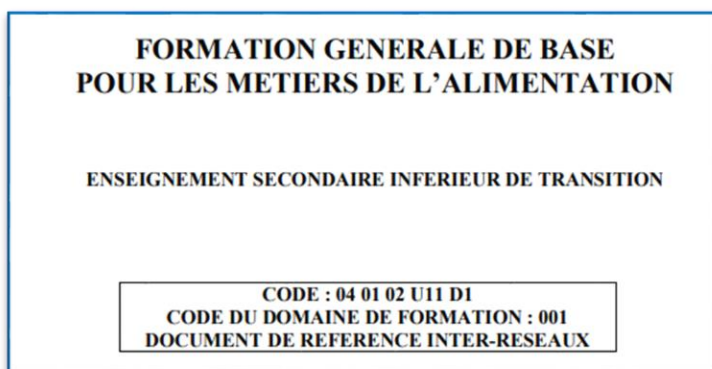 FORMATION GENERALE DE BASE
POUR LES METIERS DE L'ALIMENTATION
ENSEIGNEMENT SECONDAIRE INFERIEUR DE TRANSITION
CODE : 04 01 02 U11 D1
CODE DU DOMAINE DE FORMATION : 001
DOCUMENT DE REFERENCE INTER-RESEAUX